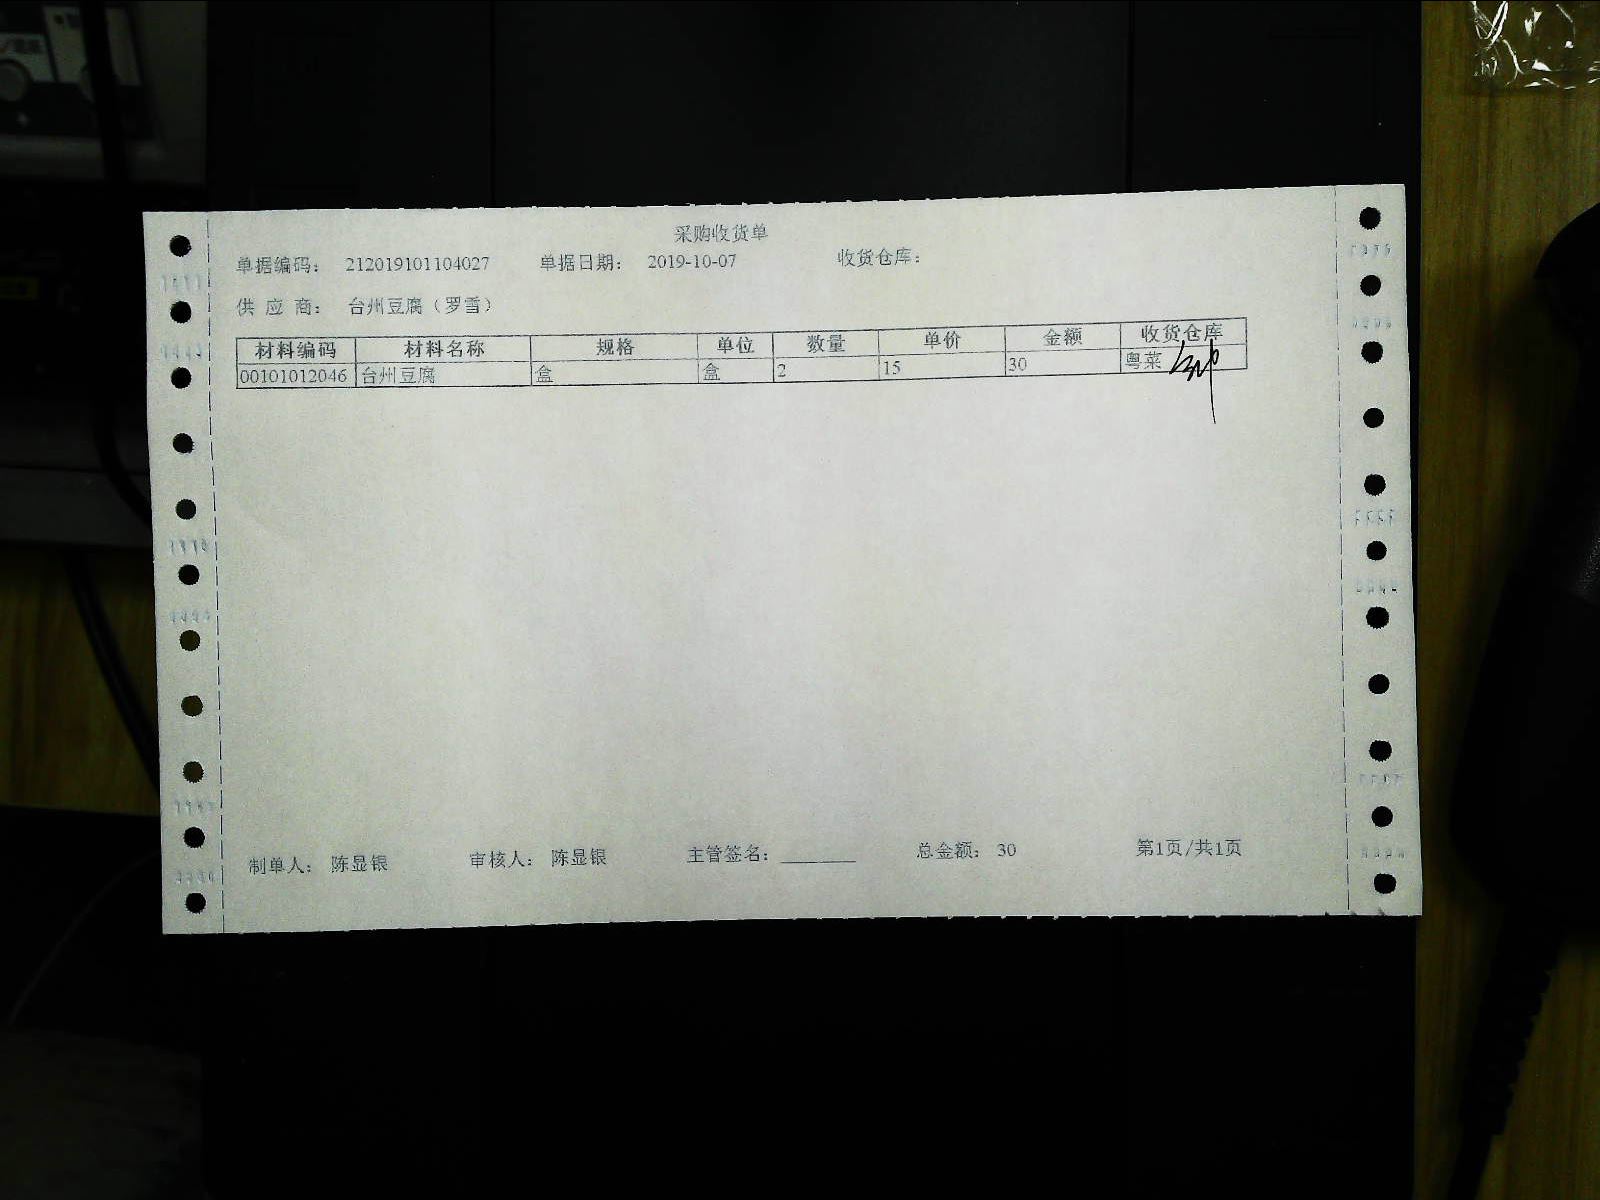 采购收货单
单据编码： 212019101104027 单据日期： 2019-10-07 收货仓库：
供 应 商： 台州豆腐（罗雪）
材料编码 材料名称 规格 单位 数量 单价 金额 收货仓库
00101012046 台州豆腐 盒 盒 2 15 30 粤菜
制单人： 陈显银 审核人： 陈显银 主管签名：________ 总金额： 30 第1页/共1页